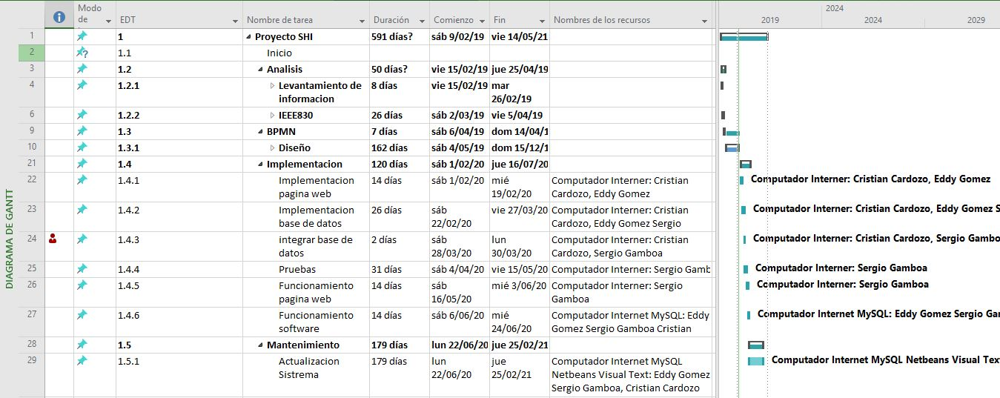 Modo de
EDT
Nombre de tarea
Duración
Comienzo
Fin
Nombres de los recursos
2024
2019
2024
2029
DIAGRAMA DE GANTT
1 1 Proyecto SHI 591 días? sáb 9/02/19 vie 14/05/21
2 1.1 Inicio
3 1.2 Analisis 50 días? vie 15/02/19 jue 25/04/19
4 1.2.1 Levantamiento de 8 días vie 15/02/19 mar
informacion 26/02/19
6 1.2.2 IEEE830 26 días sáb 2/03/19 vie 5/04/19
9 1.3 BPMN 7 días sáb 6/04/19 dom 14/04/1
10 1.3.1 Diseño 162 días sáb 4/05/19 dom 15/12/1
21 1.4 Implementacion 120 días sáb 1/02/20 jue 16/07/20
22 1.4.1 Implementacion 14 días sáb 1/02/20 mié Computador Interner: Cristian Computador Interner: Cristian Cardozo, Eddy Gomez
pagina web 19/02/20 Cardozo, Eddy Gomez
23 1.4.2 Implementacion 26 días sáb vie 27/03/20 Computador Interner: Cristian Computador Interner: Cristian Cardozo, Eddy Gomez S
base de datos 22/02/20 Cardozo, Eddy Gomez Sergio
24 1.4.3 integrar base de 2 días sáb lun Computador Interner: Cristian Computador Interner: Cristian Cardozo, Sergio Gambo
datos 28/03/20 30/03/20 Cardozo, Sergio Gamboa
25 1.4.4 Pruebas 31 días sáb 4/04/20 vie 15/05/20 Computador Interner: Sergio Gamb Computador Interner: Sergio Gamboa
26 1.4.5 Funcionamiento 14 días sáb mié 3/06/20 Computador Interner: Sergio Computador Interner: Sergio Gamboa
pagina web 16/05/20 Gamboa
27 1.4.6 Funcionamiento 14 días sáb 6/06/20 mié Computador Internet MySQL: Eddy Computador Internet MySQL: Eddy Gomez Sergio Gar
software 24/06/20 Gomez Sergio Gamboa Cristian
28 1.5 Mantenimiento 179 días lun 22/06/20 jue 25/02/21
29 1.5.1 Actualizacion 179 días lun jue Computador Internet MySQL Computador Internet MySQL Netbeans Visual Tex
Sistrema 22/06/20 25/02/21 Netbeans Visual Text: Eddy Gomez
Sergio Gamboa, Cristian Cardozo